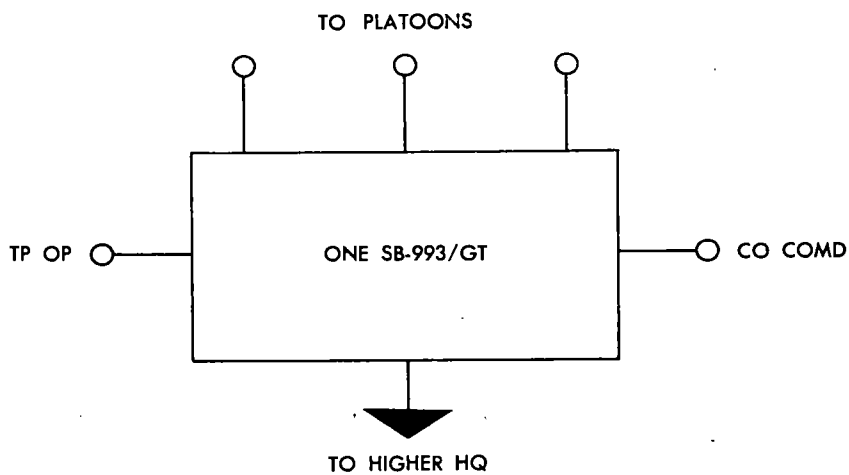 TO PLATOONS
TP OP
ONE SB-993/GT
CO COMD
TO HIGHER HQ